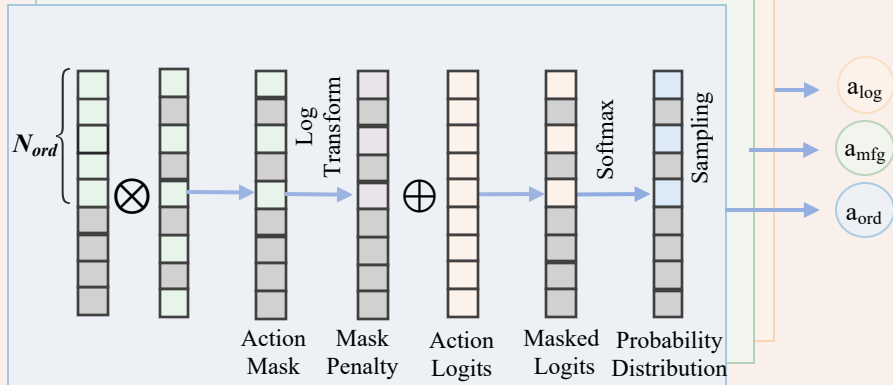 N_ord
Log
Transform
Softmax
Sampling
Action
Mask
Mask
Penalty
Action
Logits
Masked
Logits
Probability
Distribution
a_log
a_mfg
a_ord